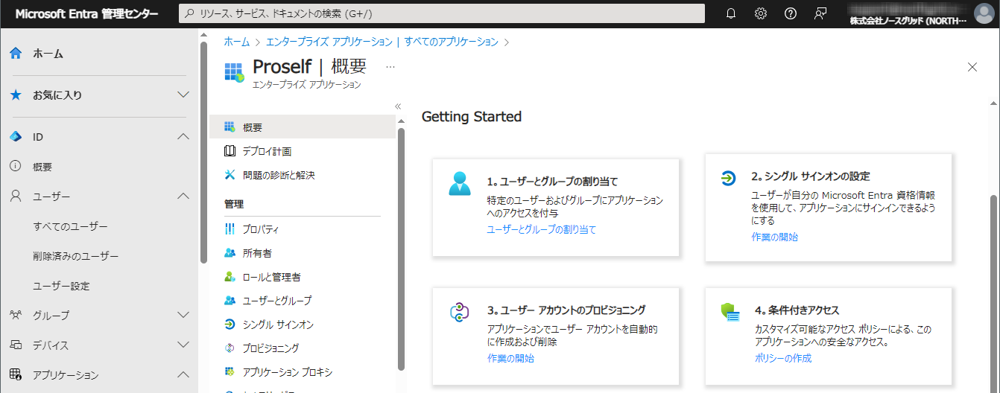 Microsoft Entra 管理センター
リソース、サービス、ドキュメントの検索 (G+/)
株式会社ノースグリッド (NORTH…
ホーム
お気に入り
ID
概要
ユーザー
すべてのユーザー
削除済みのユーザー
ユーザー設定
グループ
デバイス
アプリケーション
ホーム > エンタープライズ アプリケーション | すべてのアプリケーション >
Proself | 概要 …
エンタープライズ アプリケーション
概要
デプロイ計画
問題の診断と解決
管理
プロパティ
所有者
ロールと管理者
ユーザーとグループ
シングル サインオン
プロビジョニング
アプリケーション プロキシ
Getting Started
1。ユーザーとグループの割り当て
特定のユーザーおよびグループにアプリケーション
へのアクセスを付与
ユーザーとグループの割り当て
2。シングル サインオンの設定
ユーザーが自分の Microsoft Entra 資格情報
を使用して、アプリケーションにサインインできるよう
にする
作業の開始
3。ユーザー アカウントのプロビジョニング
アプリケーションでユーザー アカウントを自動的
に作成および削除
作業の開始
4。条件付きアクセス
カスタマイズ可能なアクセス ポリシーによる、この
アプリケーションへの安全なアクセス。
ポリシーの作成